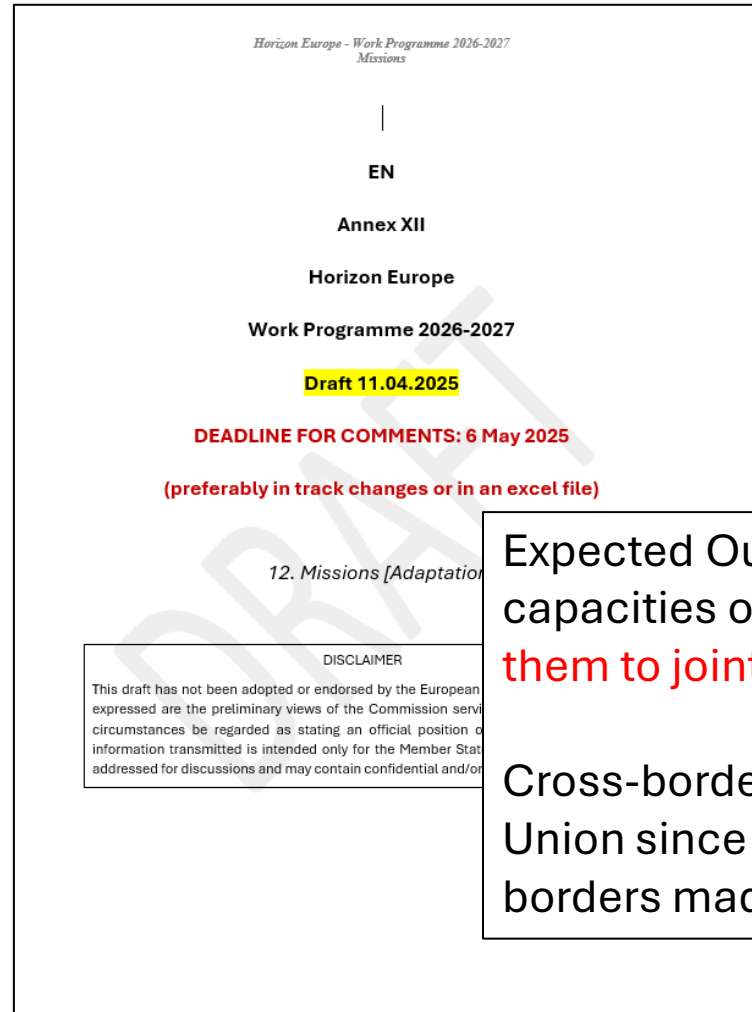 Horizon Europe - Work Programme 2026-2027
Missions
EN
Annex XII
Horizon Europe
Work Programme 2026-2027
Draft 11.04.2025
DEADLINE FOR COMMENTS: 6 May 2025
(preferably in track changes or in an excel file)
12. Missions [Adaptation
DISCLAIMER
This draft has not been adopted or endorsed by the European
expressed are the preliminary views of the Commission servi
circumstances be regarded as stating an official position o
information transmitted is intended only for the Member Stat
addressed for discussions and may contain confidential and/or
DRAFT
Expected Ou
capacities o
them to joint
Cross-borde
Union since
borders mad